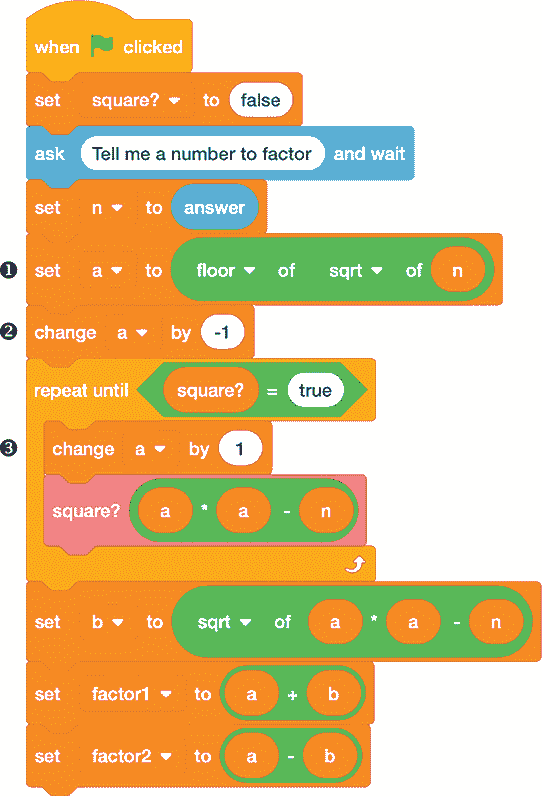 when clicked
set square? to false
ask Tell me a number to factor and wait
set n to answer
❶ set a to floor of sqrt of n
❷ change a by -1
repeat until square? = true
❸ change a by 1
square? a * a - n
set b to sqrt of a * a - n
set factor1 to a + b
set factor2 to a - b